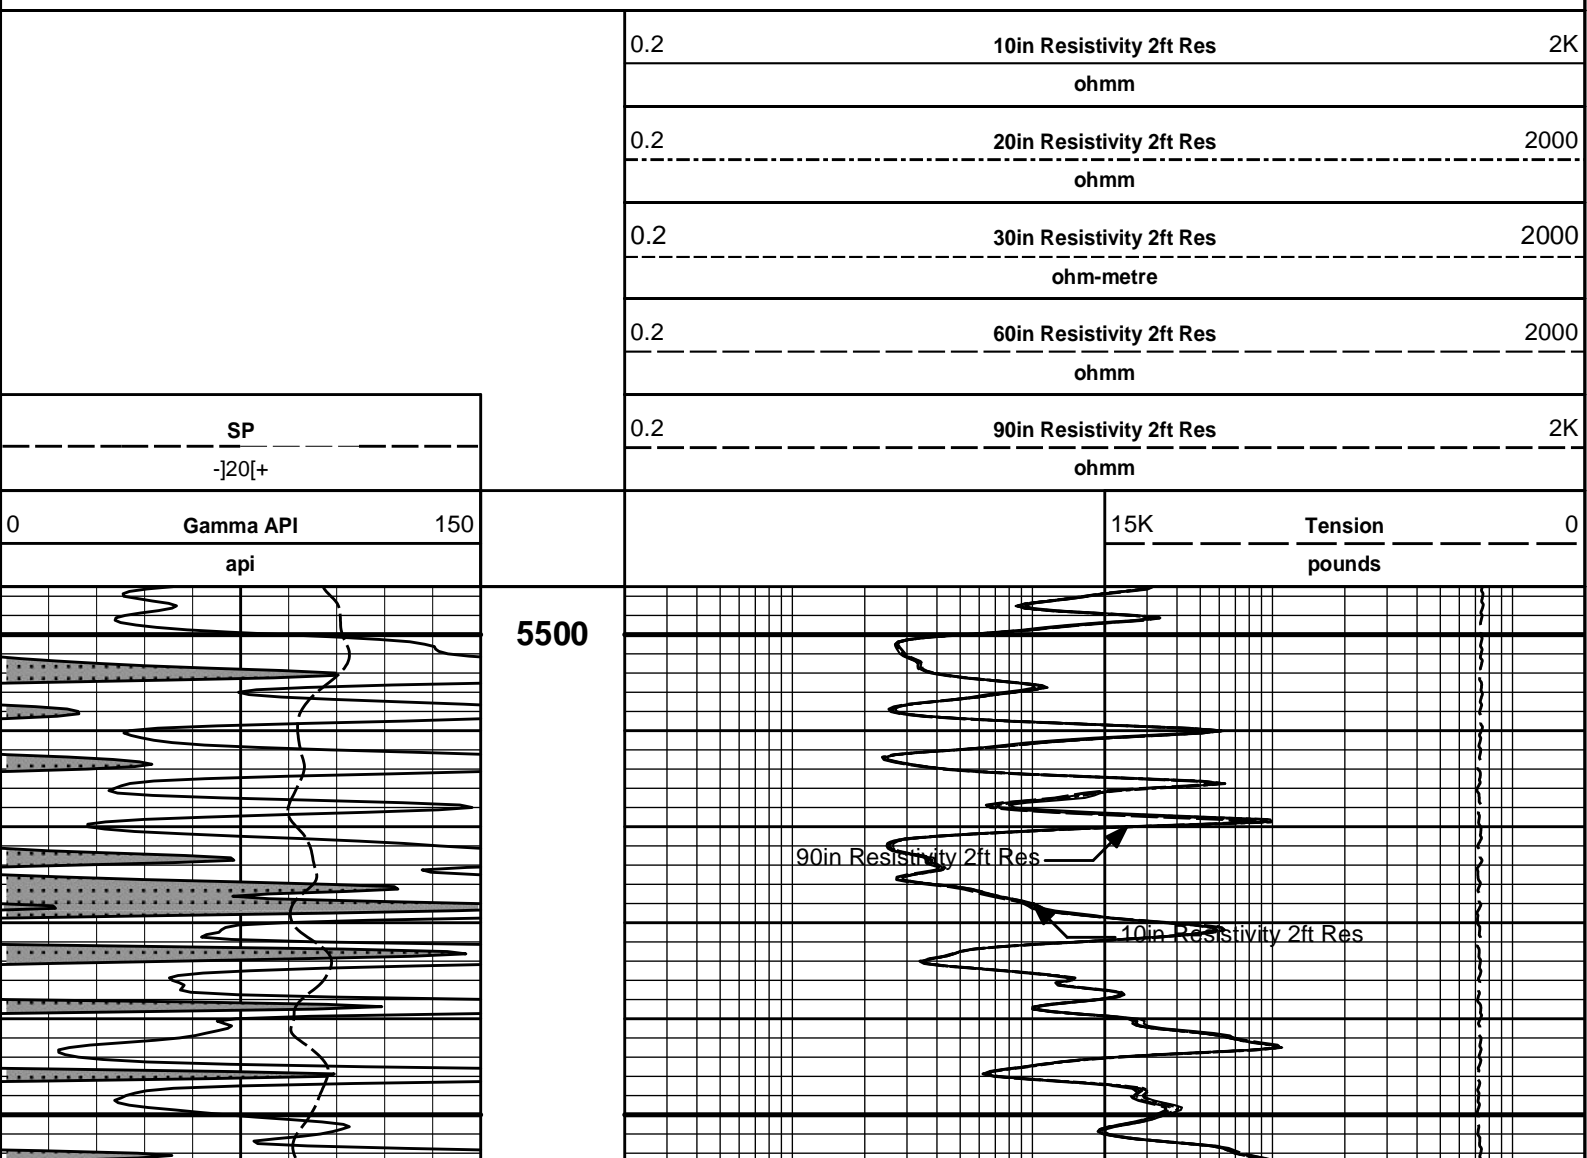 0.2 10in Resistivity 2ft Res 2K
ohmm
0.2 20in Resistivity 2ft Res 2000
ohmm
0.2 30in Resistivity 2ft Res 2000
ohm-metre
0.2 60in Resistivity 2ft Res 2000
ohmm
SP
-]20[+
0.2 90in Resistivity 2ft Res 2K
ohmm
0 Gamma API 150
api
15K Tension 0
pounds
5500
90in Resistivity 2ft Res
10in Resistivity 2ft Res